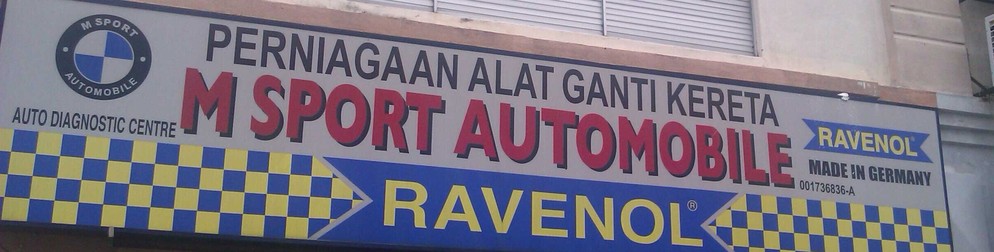 M SPORT
AUTOMOBILE
AUTO DIAGNOSTIC CENTRE
PERNIAGAAN ALAT GANTI KERETA
M SPORT AUTOMOBILE
RAVENOL®
MADE IN GERMANY
001736836-A
RAVENOL®